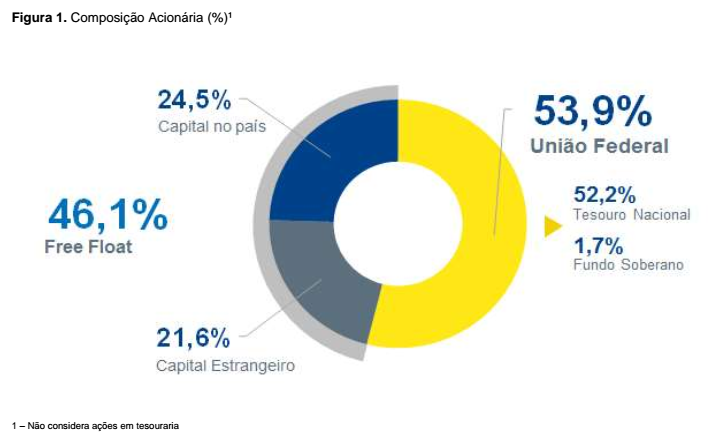 Figura 1. Composição Acionária (%)¹
24,5%
Capital no país
53,9%
União Federal
52,2%
Tesouro Nacional
1,7%
Fundo Soberano
46,1%
Free Float
21,6%
Capital Estrangeiro
1 – Não considera ações em tesouraria